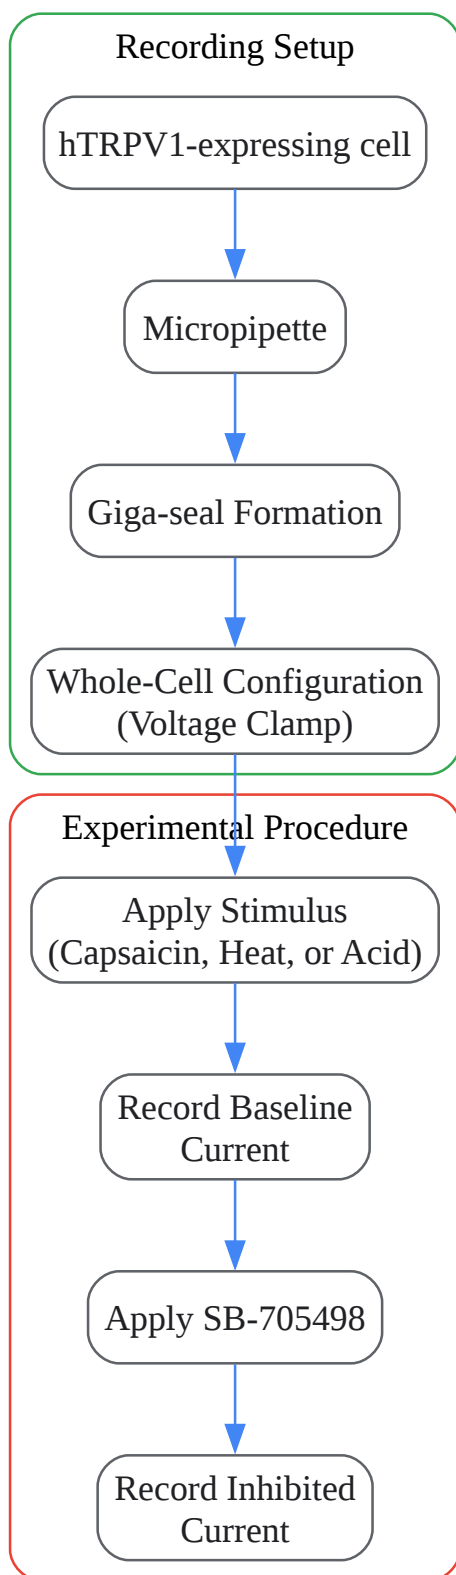 Recording Setup
hTRPV1-expressing cell
Micropipette
Giga-seal Formation
Whole-Cell Configuration
(Voltage Clamp)
Experimental Procedure
Apply Stimulus
(Capsaicin, Heat, or Acid)
Record Baseline
Current
Apply SB-705498
Record Inhibited
Current